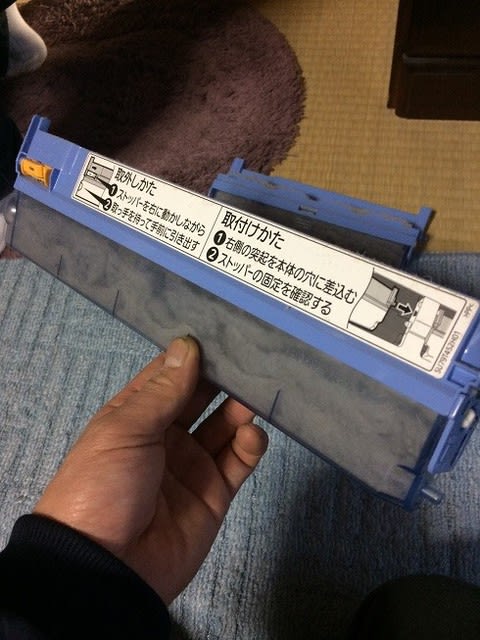 取外しかた
❶ストッパーを右に動かしながら
❷取っ手を持って手前に引き出す
取付けかた
❶右側の突起を本体の穴に差込む
❷ストッパーの固定を確認する
>PP<